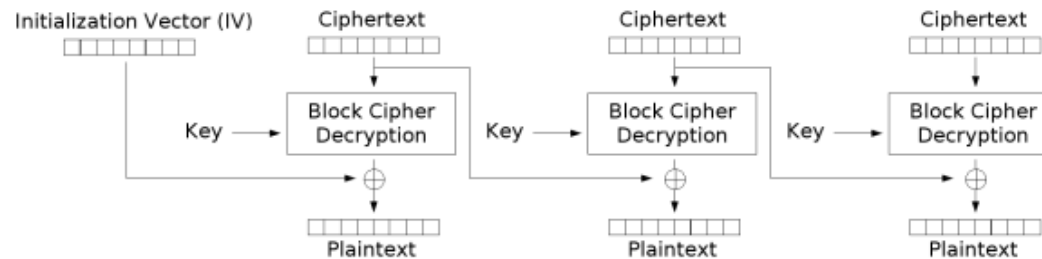 Initialization Vector (IV)
Ciphertext
Ciphertext
Ciphertext
Key
Block Cipher
Decryption
Key
Block Cipher
Decryption
Key
Block Cipher
Decryption
Plaintext
Plaintext
Plaintext